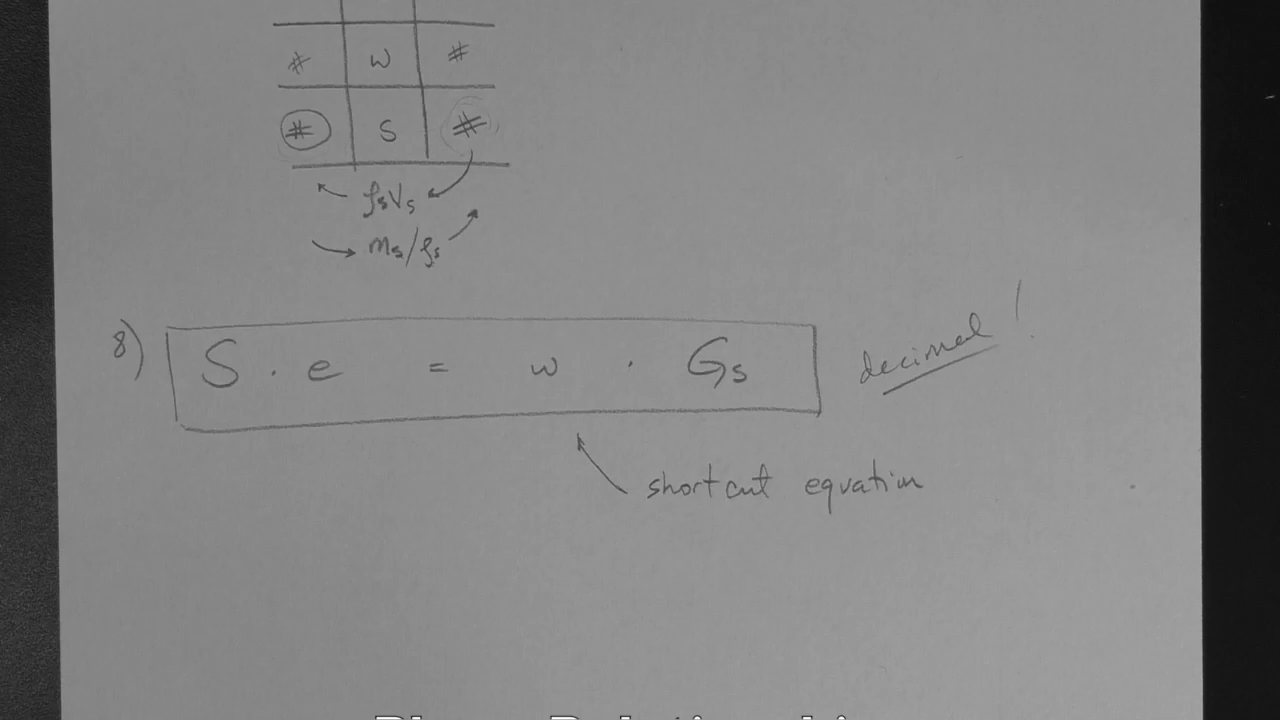 # W #
# S #
ρsVs
ms/ρs
8) S · e = w · Gs decimal!
shortcut equation